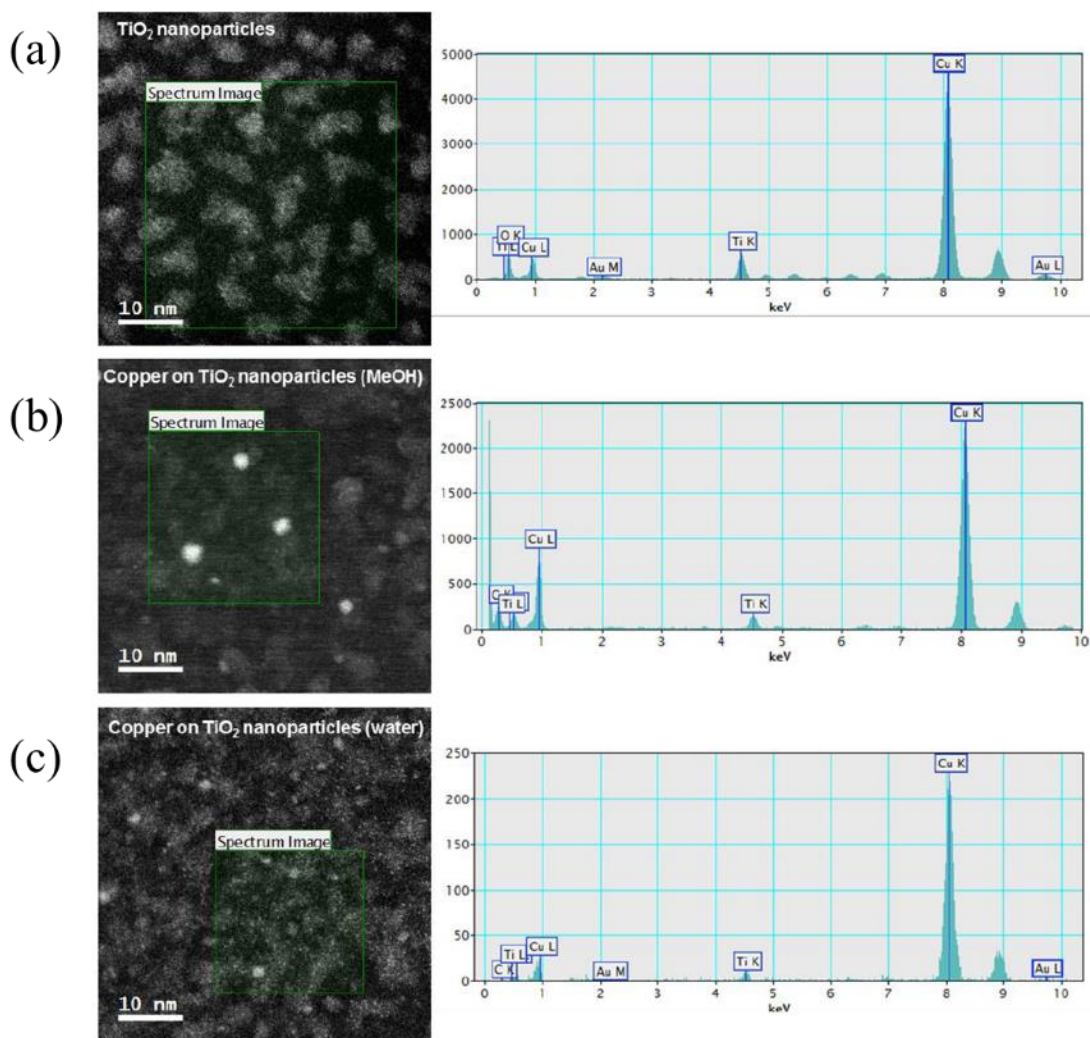 (a)
TiO₂ nanoparticles
Spectrum Image
10 nm
5000
4000
3000
2000
1000
0
O K
Ti L
Cu L
Au M
Ti K
Cu K
Au L
0 1 2 3 4 5 6 7 8 9 10
keV
(b)
Copper on TiO₂ nanoparticles (MeOH)
Spectrum Image
10 nm
2500
2000
1500
1000
500
0
Ti L
Cu L
Ti K
Cu K
0 1 2 3 4 5 6 7 8 9 10
keV
(c)
Copper on TiO₂ nanoparticles (water)
Spectrum Image
10 nm
250
200
150
100
50
0
C K
Ti L
Cu L
Au M
Ti K
Cu K
Au L
0 1 2 3 4 5 6 7 8 9 10
keV